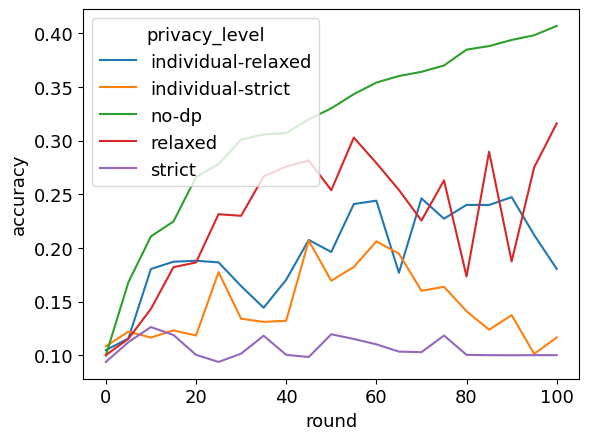 privacy_level
individual-relaxed
individual-strict
no-dp
relaxed
strict
accuracy
0.40
0.35
0.30
0.25
0.20
0.15
0.10
0 20 40 60 80 100
round